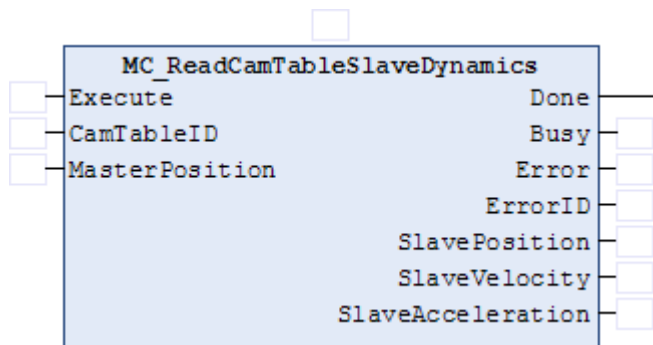 MC_ReadCamTableSlaveDynamics
Execute Done
CamTableID Busy
MasterPosition Error
ErrorID
SlavePosition
SlaveVelocity
SlaveAcceleration